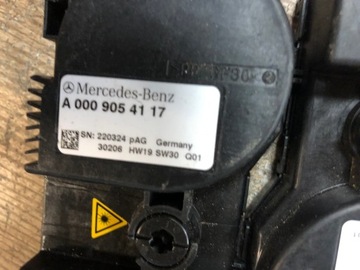 Mercedes-Benz
A 000 905 41 17
SN: 220324 pAG Germany
30206 HW19 SW30 Q01